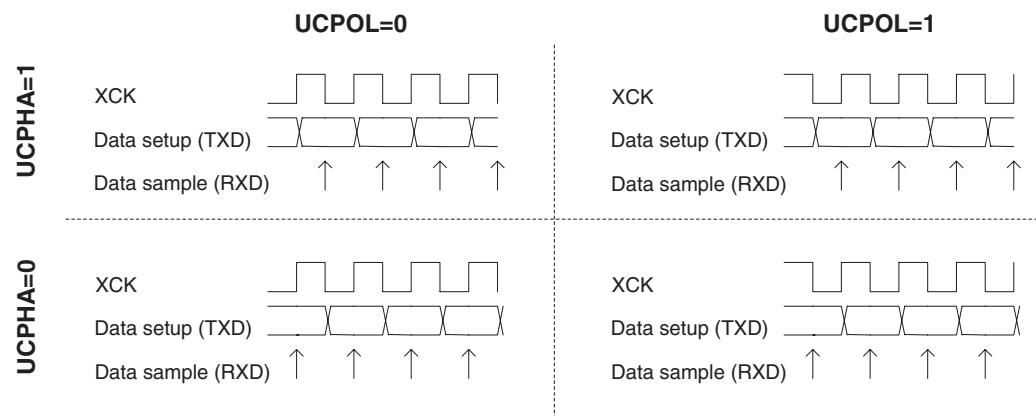 UCPOL=0
UCPOL=1
UCPHA=1
XCK
Data setup (TXD)
Data sample (RXD)
XCK
Data setup (TXD)
Data sample (RXD)
UCPHA=0
XCK
Data setup (TXD)
Data sample (RXD)
XCK
Data setup (TXD)
Data sample (RXD)